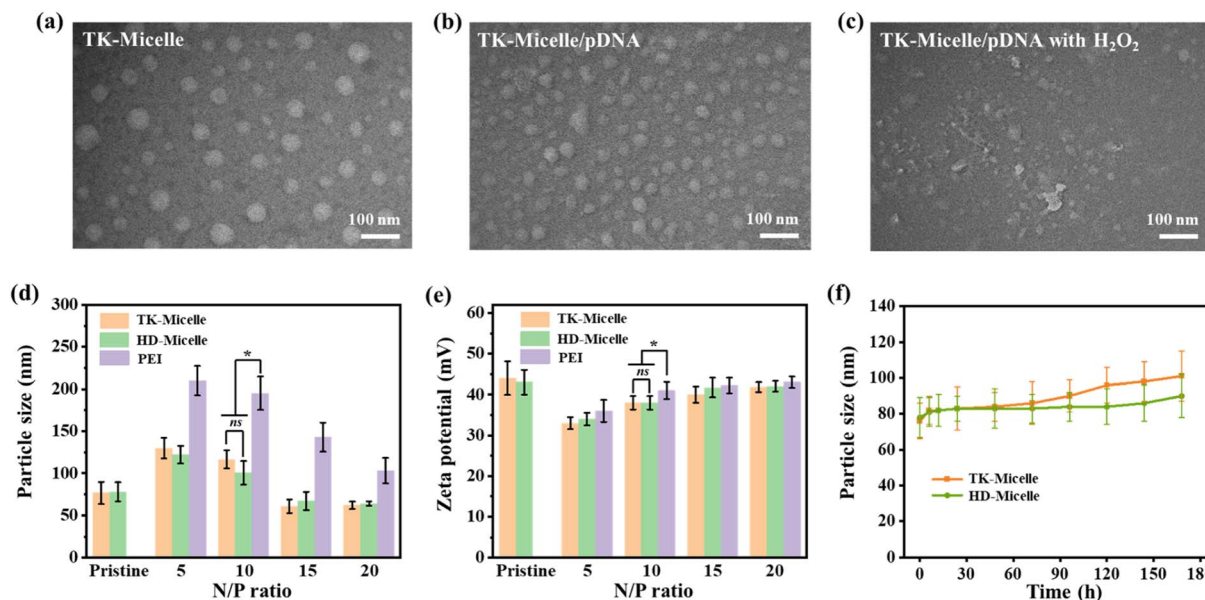 (a)
TK-Micelle
100 nm
(b)
TK-Micelle/pDNA
100 nm
(c)
TK-Micelle/pDNA with H₂O₂
100 nm
(d)
300
250
200
150
100
50
0
Particle size (nm)
TK-Micelle
HD-Micelle
PEI
*
ns
Pristine 5 10 15 20
N/P ratio
(e)
60
50
40
30
20
10
0
Zeta potential (mV)
TK-Micelle
HD-Micelle
PEI
*
ns
Pristine 5 10 15 20
N/P ratio
(f)
140
120
100
80
60
40
20
0
Particle size (nm)
TK-Micelle
HD-Micelle
0 30 60 90 120 150 180
Time (h)